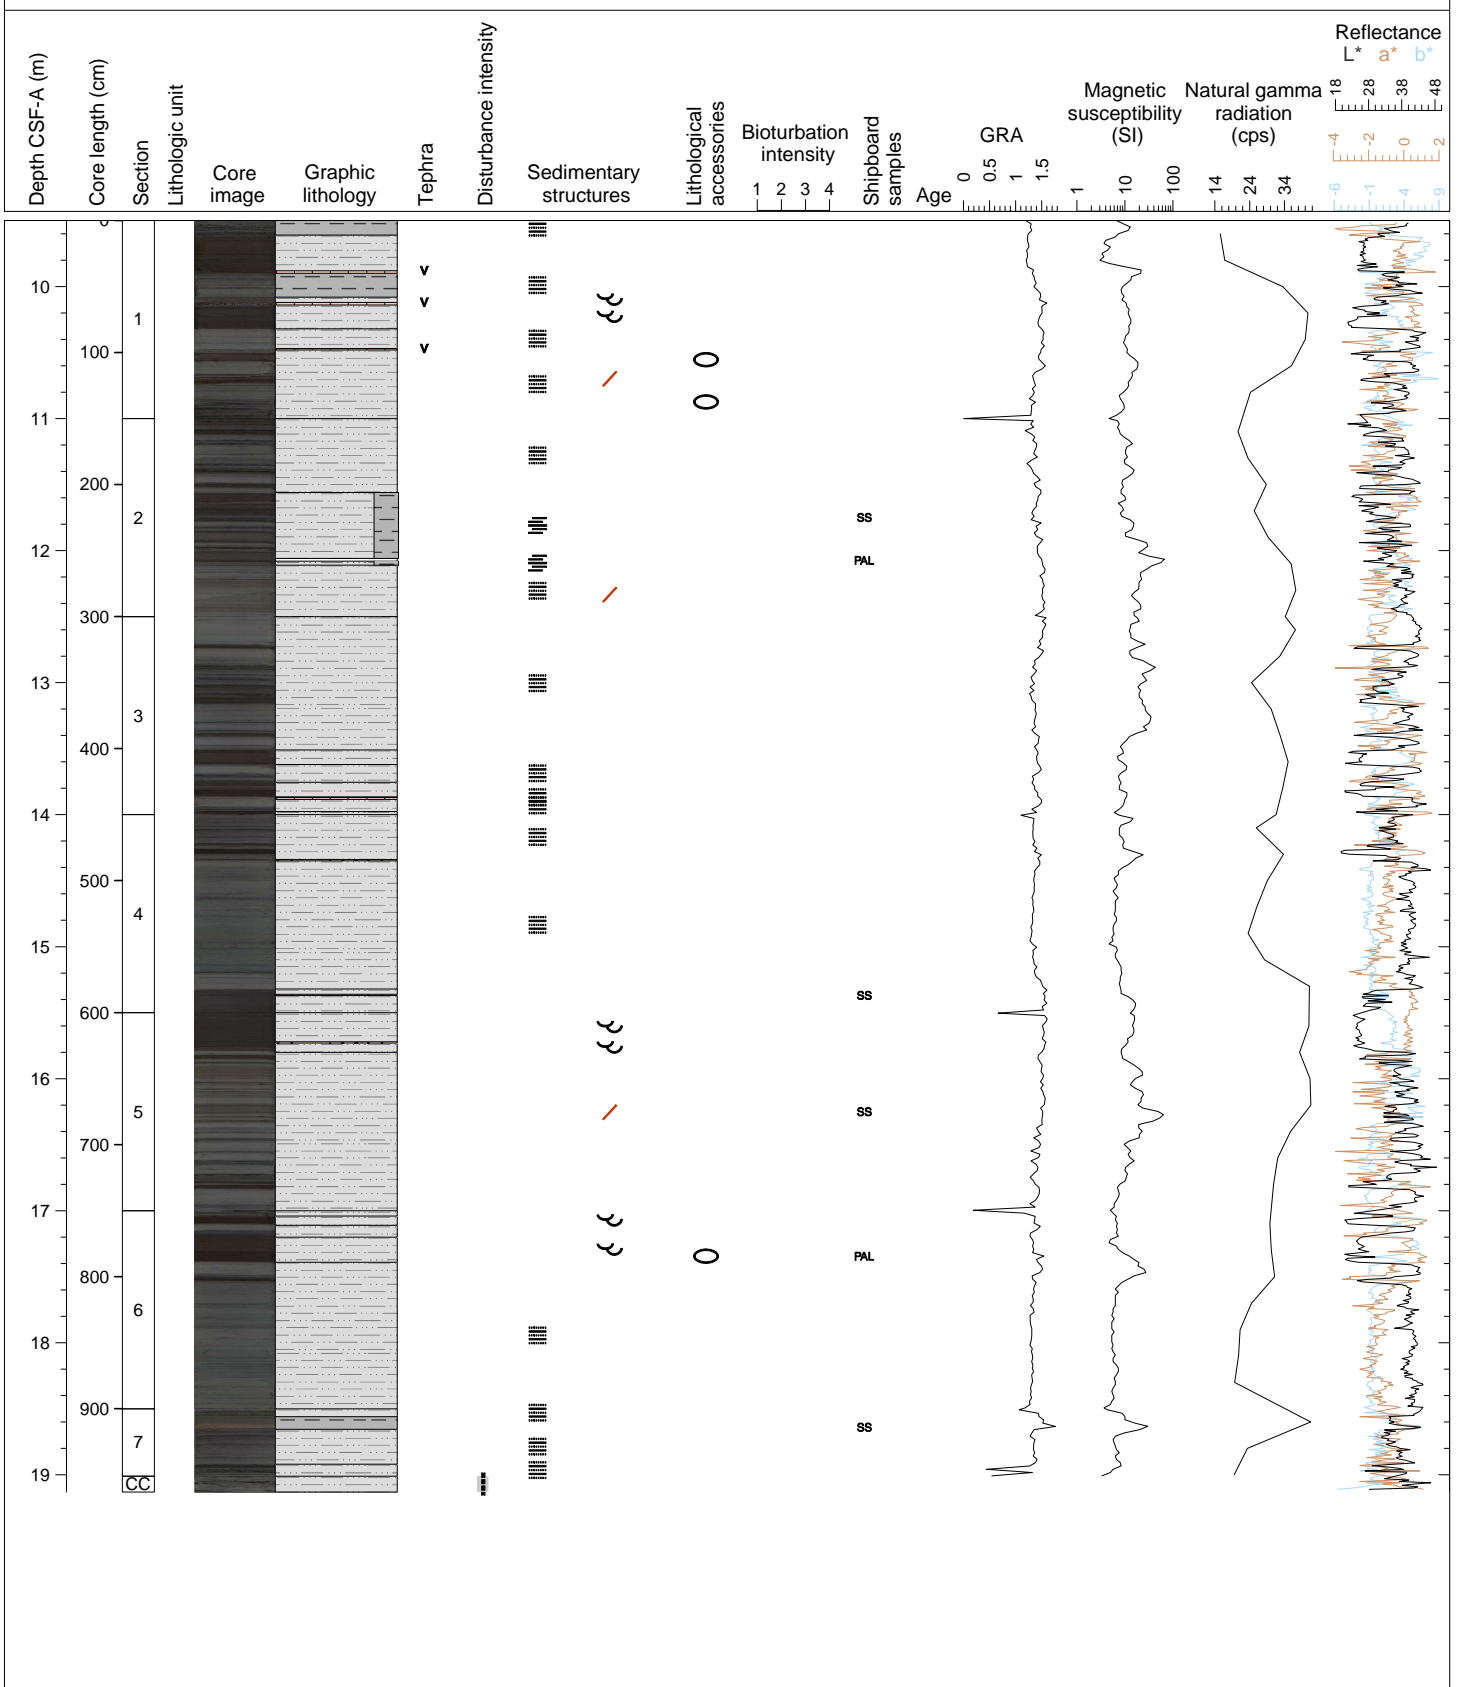 Depth CSF-A (m)
Core length (cm)
Section
Lithologic unit
Core
image
Graphic
lithology
Tephra
Disturbance intensity
Sedimentary
structures
Lithological
accessories
Bioturbation
intensity
1 2 3 4
Shipboard
samples
Age
GRA
0 0.5 1 1.5
Magnetic
susceptibility
(SI)
1 10 100
Natural gamma
radiation
(cps)
14 24 34
Reflectance
L* a* b*
18 28 38 48
-4 -2 0 2
-6 -1 4 9
0
V
10
V
1
V
100
11
200
2
SS
12
PAL
300
13
3
400
14
500
4
15
SS
600
16
5
SS
700
17
PAL
800
6
18
900
SS
7
19
CC